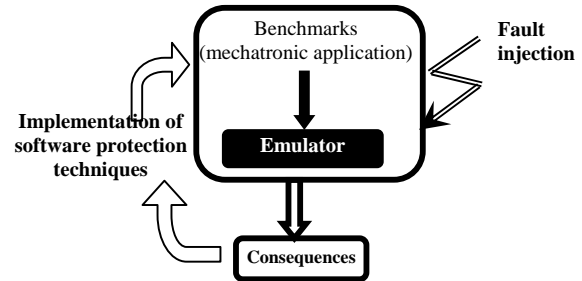 Benchmarks
(mechatronic application)
Fault
injection
Implementation of
software protection
techniques
Emulator
Consequences